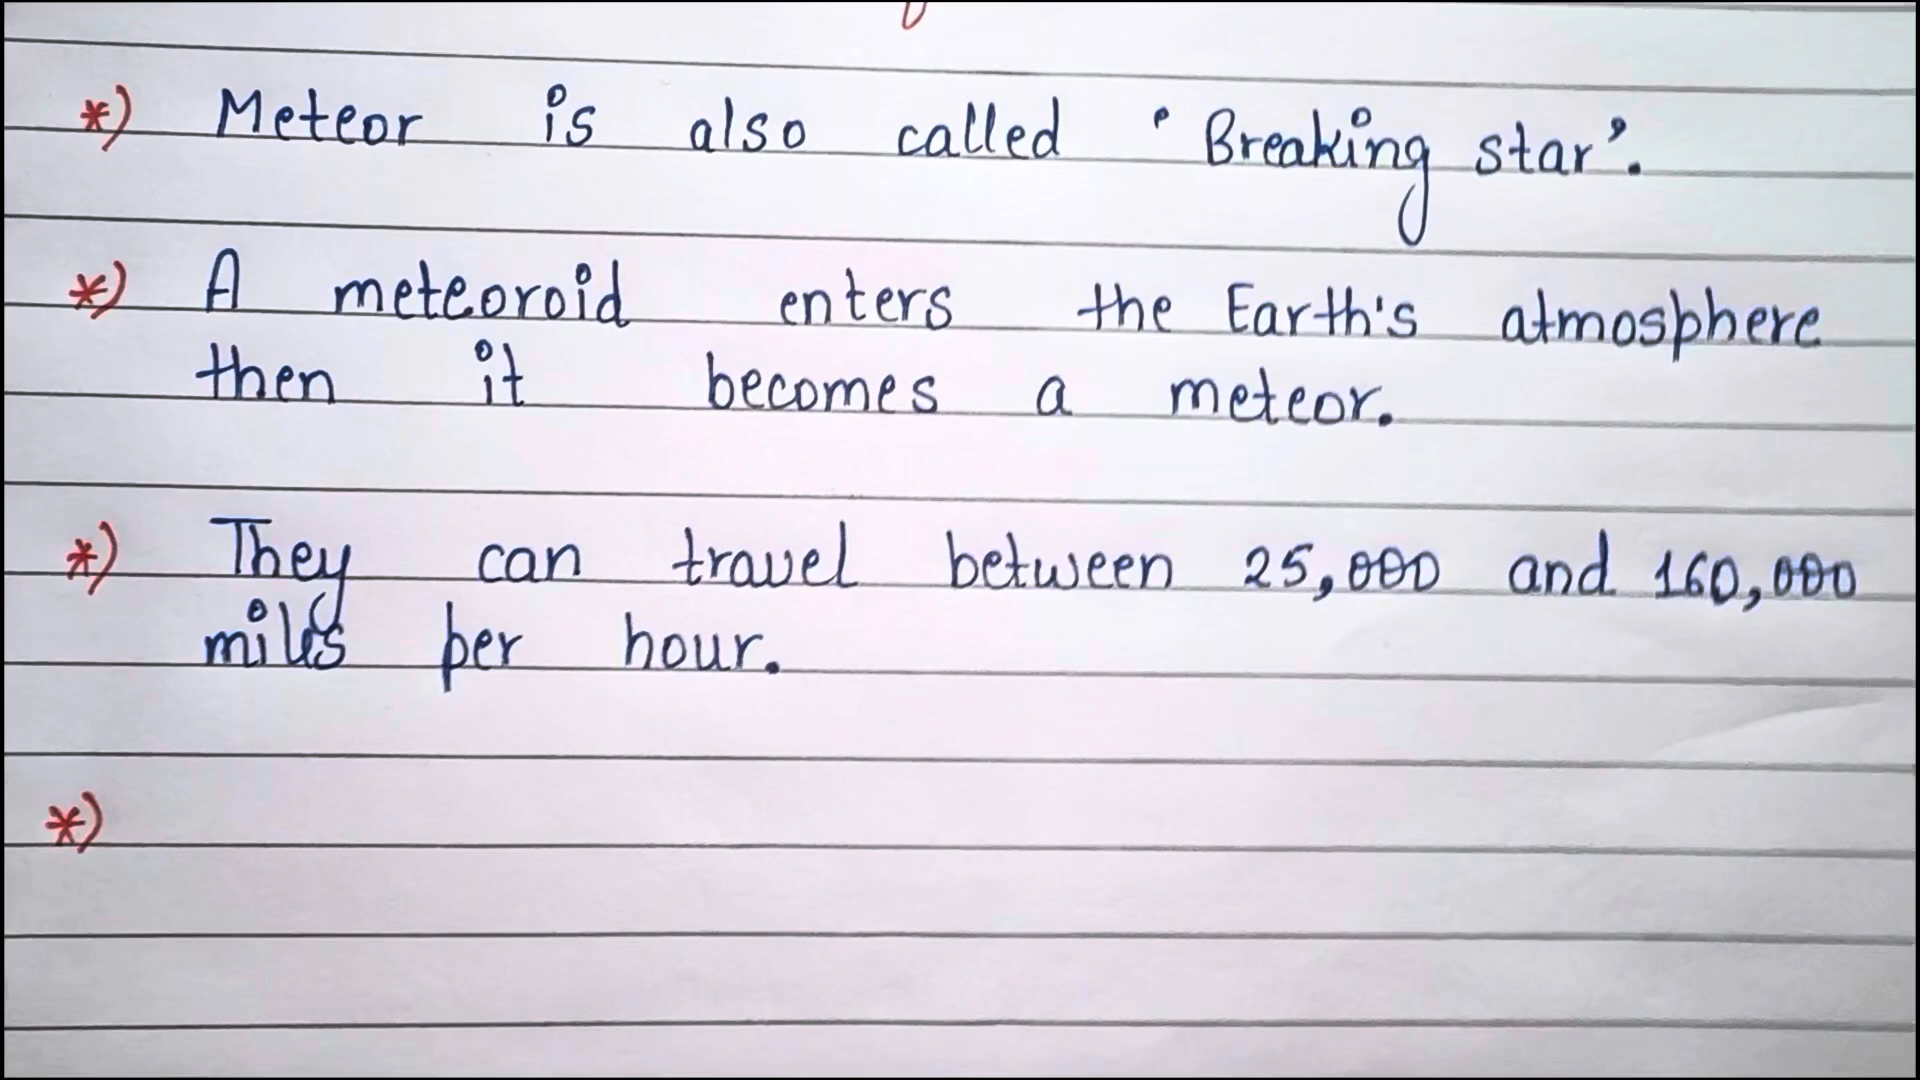 *) Meteor is also called 'Breaking star'.
*) A meteoroid enters the Earth's atmosphere
then it becomes a meteor.
*) They can travel between 25,000 and 160,000
miles per hour.
*)